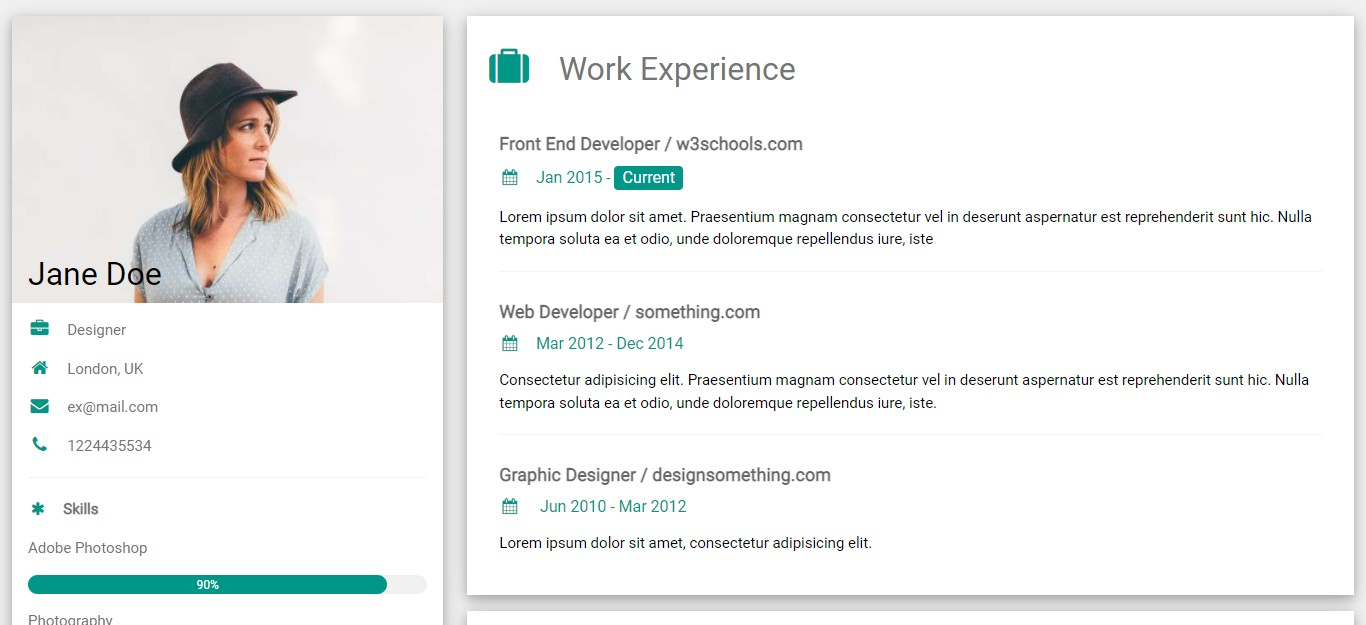 Jane Doe
Designer
London, UK
ex@mail.com
1224435534
Skills
Adobe Photoshop
90%
Photography
Work Experience
Front End Developer / w3schools.com
Jan 2015 - Current
Lorem ipsum dolor sit amet. Praesentium magnam consectetur vel in deserunt aspernatur est reprehenderit sunt hic. Nulla
tempora soluta ea et odio, unde doloremque repellendus iure, iste
Web Developer / something.com
Mar 2012 - Dec 2014
Consectetur adipisicing elit. Praesentium magnam consectetur vel in deserunt aspernatur est reprehenderit sunt hic. Nulla
tempora soluta ea et odio, unde doloremque repellendus iure, iste.
Graphic Designer / designsomething.com
Jun 2010 - Mar 2012
Lorem ipsum dolor sit amet, consectetur adipisicing elit.